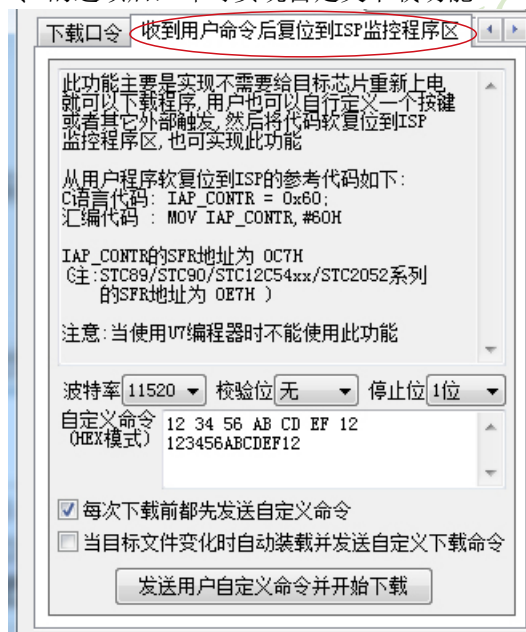 下载口令 收到用户命令后复位到ISP监控程序区
此功能主要是实现不需要给目标芯片重新上电
就可以下载程序,用户也可以自行定义一个按键
或者其它外部触发,然后将代码软复位到ISP
监控程序区,也可实现此功能
从用户程序软复位到ISP的参考代码如下:
C语言代码: IAP_CONTR = 0x60;
汇编代码 : MOV IAP_CONTR,#60H
IAP_CONTR的SFR地址为 0C7H
(注:STC89/STC90/STC12C54xx/STC2052系列
的SFR地址为 0E7H )
注意:当使用U7编程器时不能使用此功能
波特率 11520 校验位 无 停止位 1位
自定义命令 12 34 56 AB CD EF 12
(HEX模式) 123456ABCDEF12
每次下载前都先发送自定义命令
当目标文件变化时自动装载并发送自定义下载命令
发送用户自定义命令并开始下载